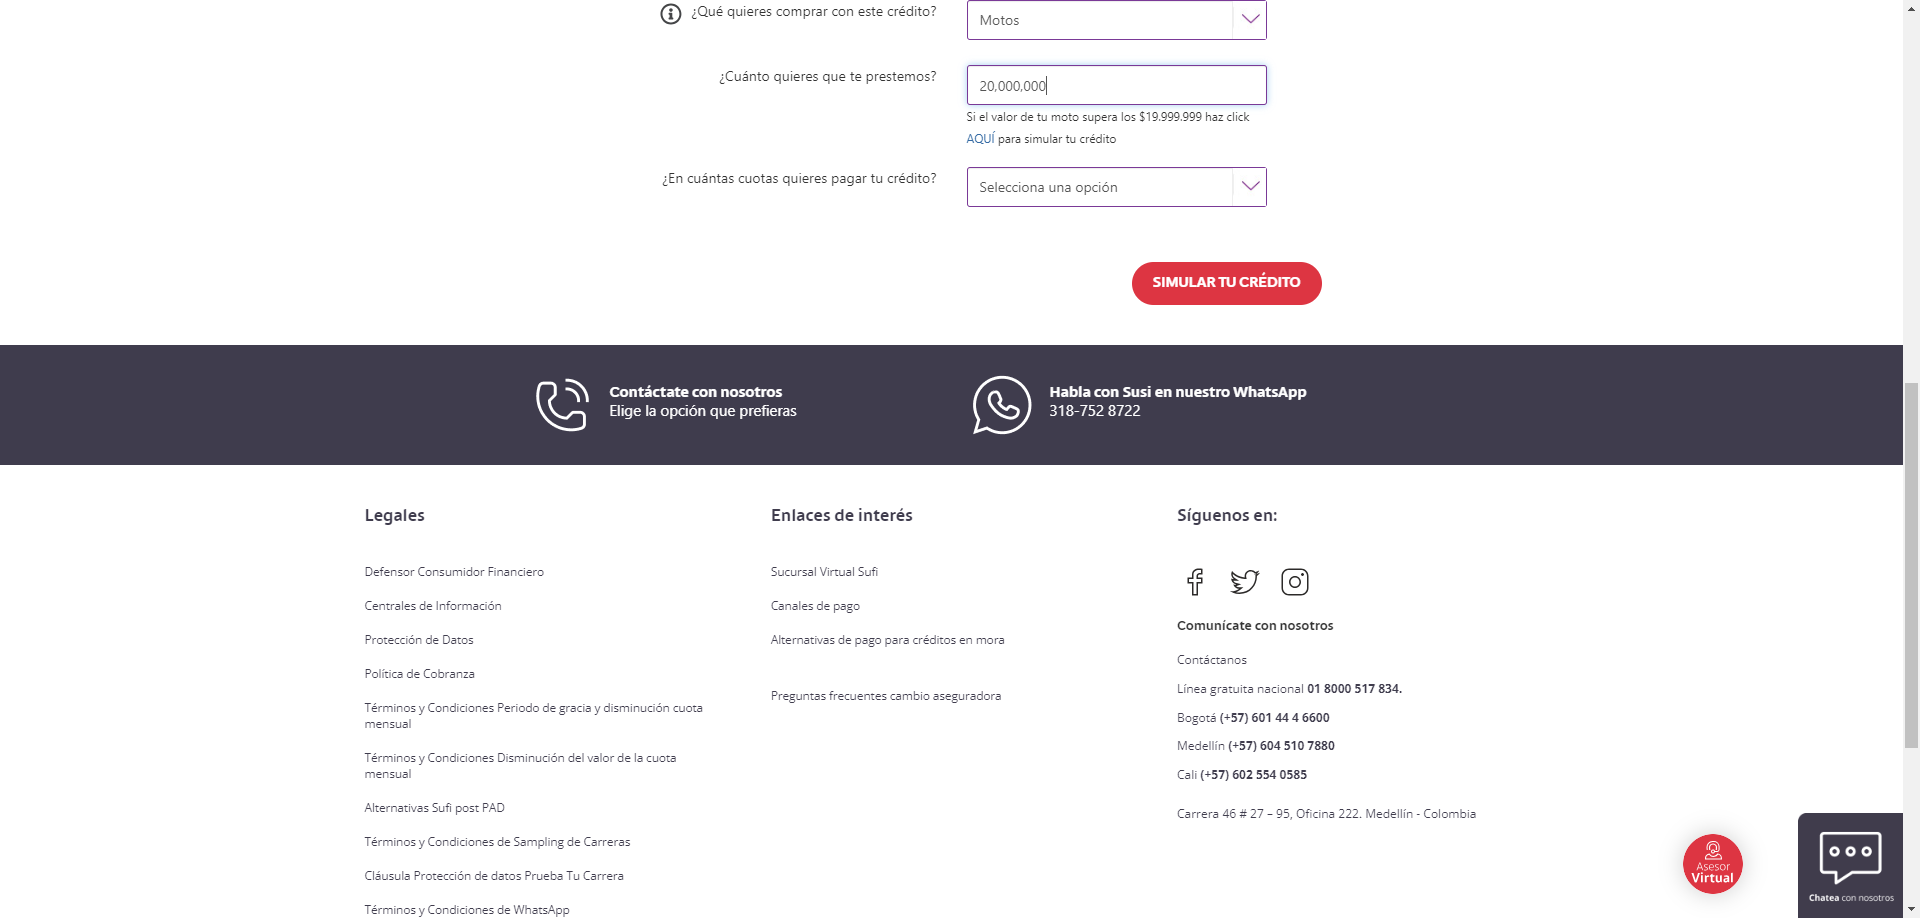 ¿Qué quieres comprar con este crédito?
Motos
¿Cuánto quieres que te prestemos?
20,000,000
Si el valor de tu moto supera los $19.999.999 haz click
AQUÍ para simular tu crédito
¿En cuántas cuotas quieres pagar tu crédito?
Selecciona una opción
SIMULAR TU CRÉDITO
Contáctate con nosotros
Elige la opción que prefieras
Habla con Susi en nuestro WhatsApp
318-752 8722
Legales
Defensor Consumidor Financiero
Centrales de Información
Protección de Datos
Política de Cobranza
Términos y Condiciones Periodo de gracia y disminución cuota
mensual
Términos y Condiciones Disminución del valor de la cuota
mensual
Alternativas Sufi post PAD
Términos y Condiciones de Sampling de Carreras
Cláusula Protección de datos Prueba Tu Carrera
Términos y Condiciones de WhatsApp
Enlaces de interés
Sucursal Virtual Sufi
Canales de pago
Alternativas de pago para créditos en mora
Preguntas frecuentes cambio aseguradora
Síguenos en:
Comunícate con nosotros
Contáctanos
Línea gratuita nacional 01 8000 517 834.
Bogotá (+57) 601 44 4 6600
Medellín (+57) 604 510 7880
Cali (+57) 602 554 0585
Carrera 46 # 27 – 95, Oficina 222. Medellín - Colombia
Asesor
Virtual
Chatea con nosotros